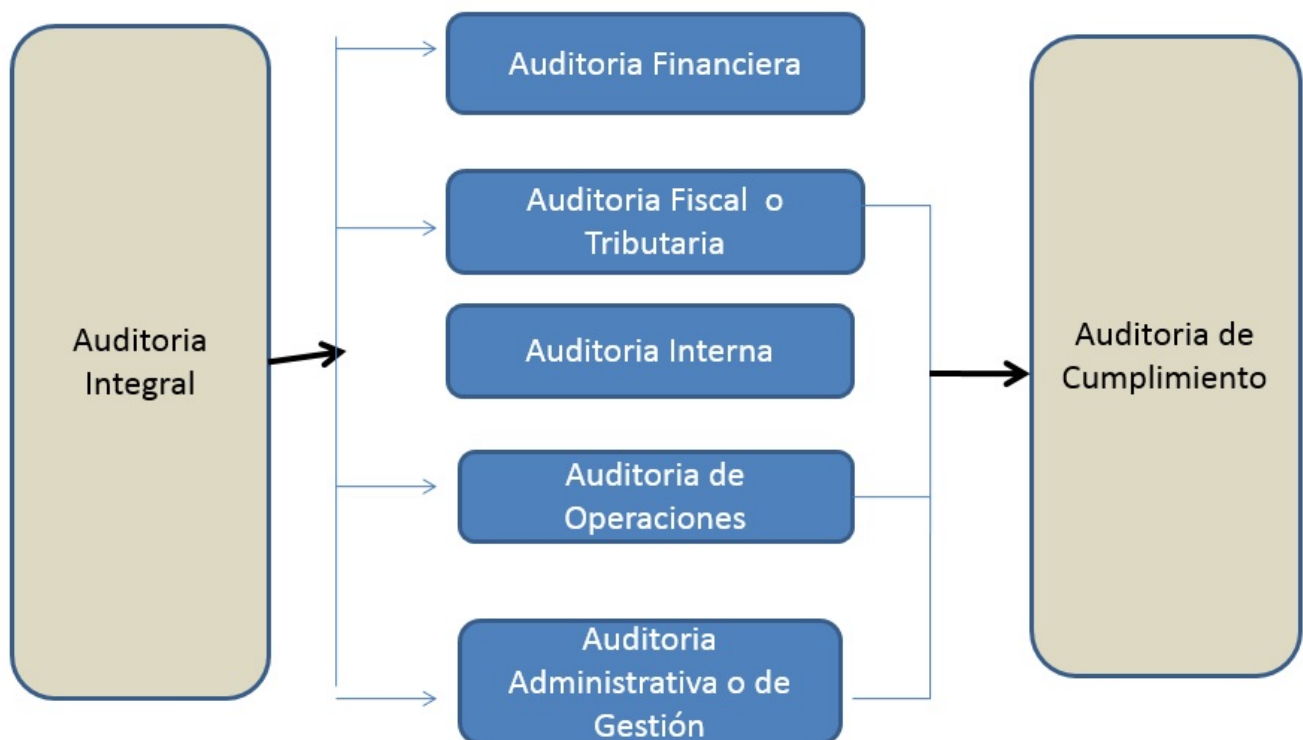 Auditoria
Integral
Auditoria Financiera
Auditoria Fiscal o
Tributaria
Auditoria Interna
Auditoria de
Operaciones
Auditoria
Administrativa o de
Gestión
Auditoria de
Cumplimiento